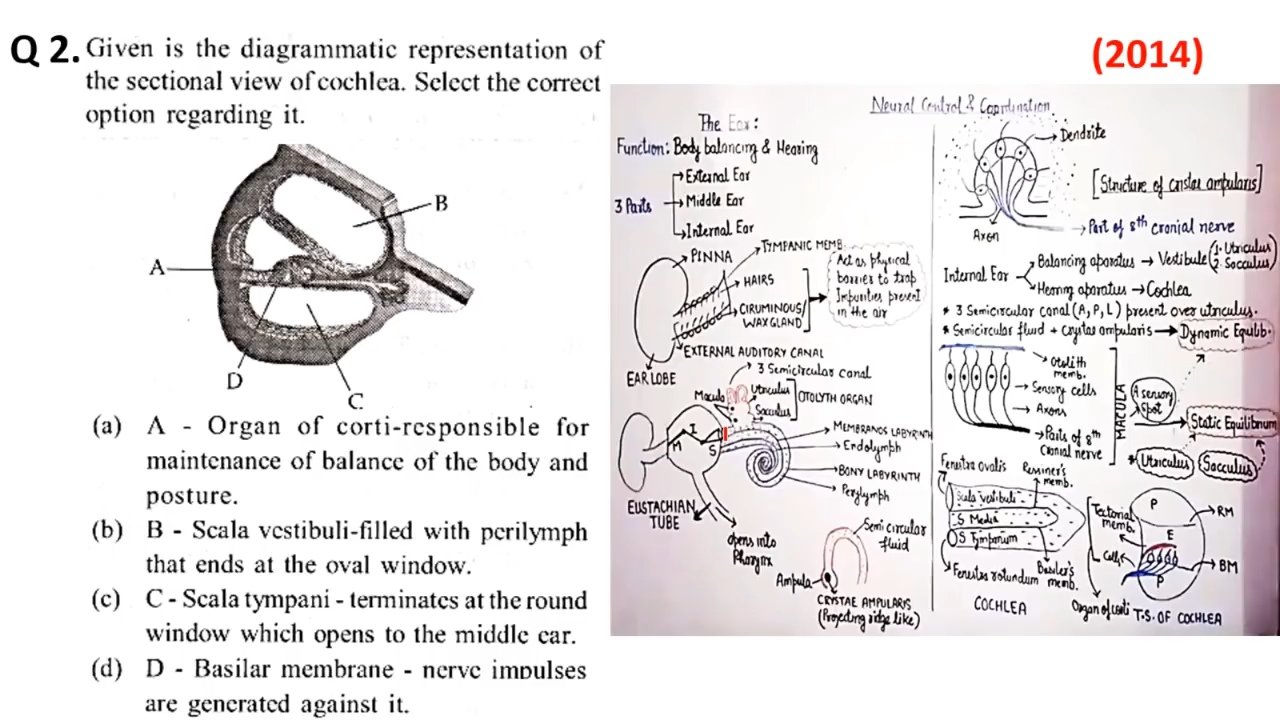 Q 2. Given is the diagrammatic representation of
the sectional view of cochlea. Select the correct
option regarding it.
A
B
C
D
(a) A - Organ of corti-responsible for
maintenance of balance of the body and
posture.
(b) B - Scala vestibuli-filled with perilymph
that ends at the oval window.
(c) C - Scala tympani - terminates at the round
window which opens to the middle ear.
(d) D - Basilar membrane - nerve impulses
are generated against it.
(2014)
Neural Control & Coordination
The Ear:
Function: Body balancing & Hearing
3 Parts
External Ear
Middle Ear
Internal Ear
PINNA
TYMPANIC MEMB.
HAIRS
CIRUMINOUS/
WAX GLAND
Act as physical
barrier to trap
Impurities present
in the air
EXTERNAL AUDITORY CANAL
EAR LOBE
3 Semicircular canal
Macula
Utriculus
Sacculus
OTOLYTH ORGAN
M
I
S
MEMBRANOS LABYRINTH
Endolymph
BONY LABYRINTH
Perylymph
EUSTACHIAN
TUBE
opens into
Pharynx
Semi circular
fluid
Ampula
CRYSTAE AMPULARIS
(Projecting ridge like)
Dendrite
[Structure of cristae ampularis]
Axon
Part of 8th cranial nerve
Internal Ear
Balancing apparatus → Vestibule (1. Utriculus
2. Sacculus)
Hearing apparatus → Cochlea
* 3 Semicircular canal (A, P, L) present over utriculus.
* Semicircular fluid + Crystas ampularis → Dynamic Equilb.
Otolith
memb.
Sensory cells
Axons
Parts of 8th
cranial nerve
MACULA
A sensory
spot
Static Equilibrium
* Utriculus
Sacculus
Fenestra ovalis
Reissner's
memb.
Scala vestibuli
S Media
S Tymporium
Fenestra rotundum
Basiler's
memb.
COCHLEA
Tectorial
memb.
Cells
Organ of corti
P
E
P
RM
BM
T.S. OF COCHLEA